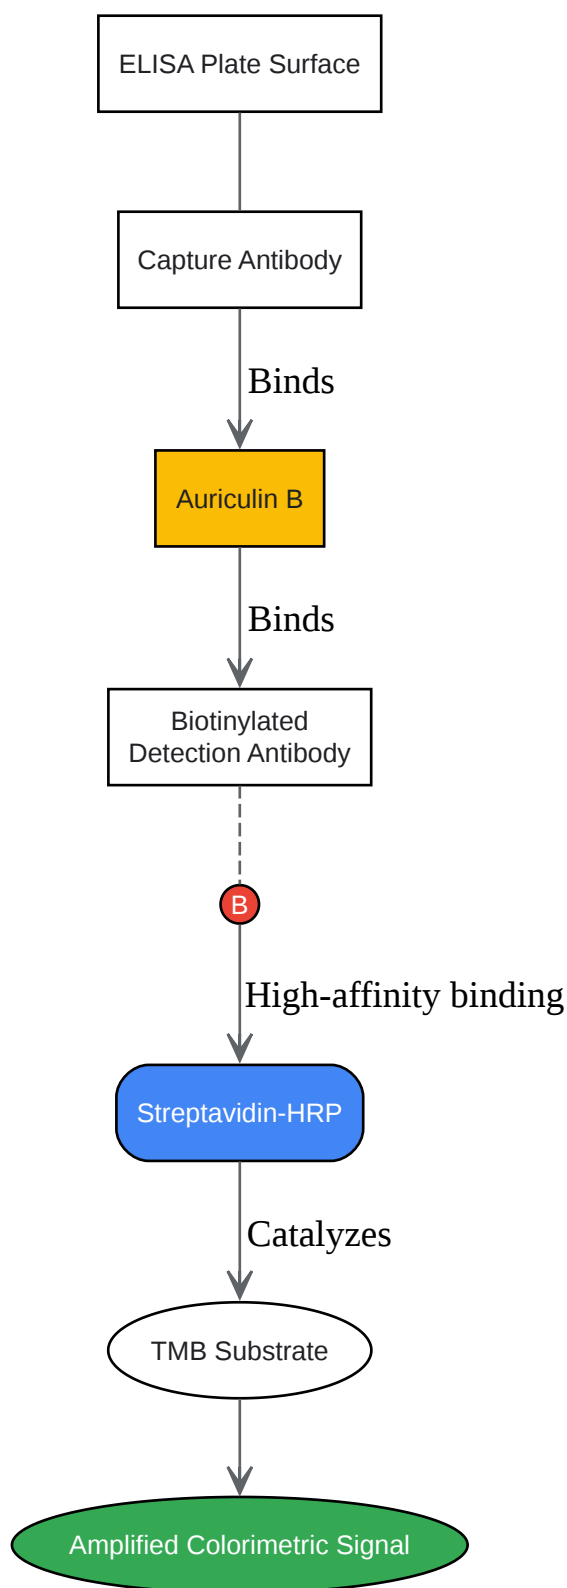 ELISA Plate Surface
Capture Antibody
Binds
Auriculin B
Binds
Biotinylated
Detection Antibody
B
High-affinity binding
Streptavidin-HRP
Catalyzes
TMB Substrate
Amplified Colorimetric Signal